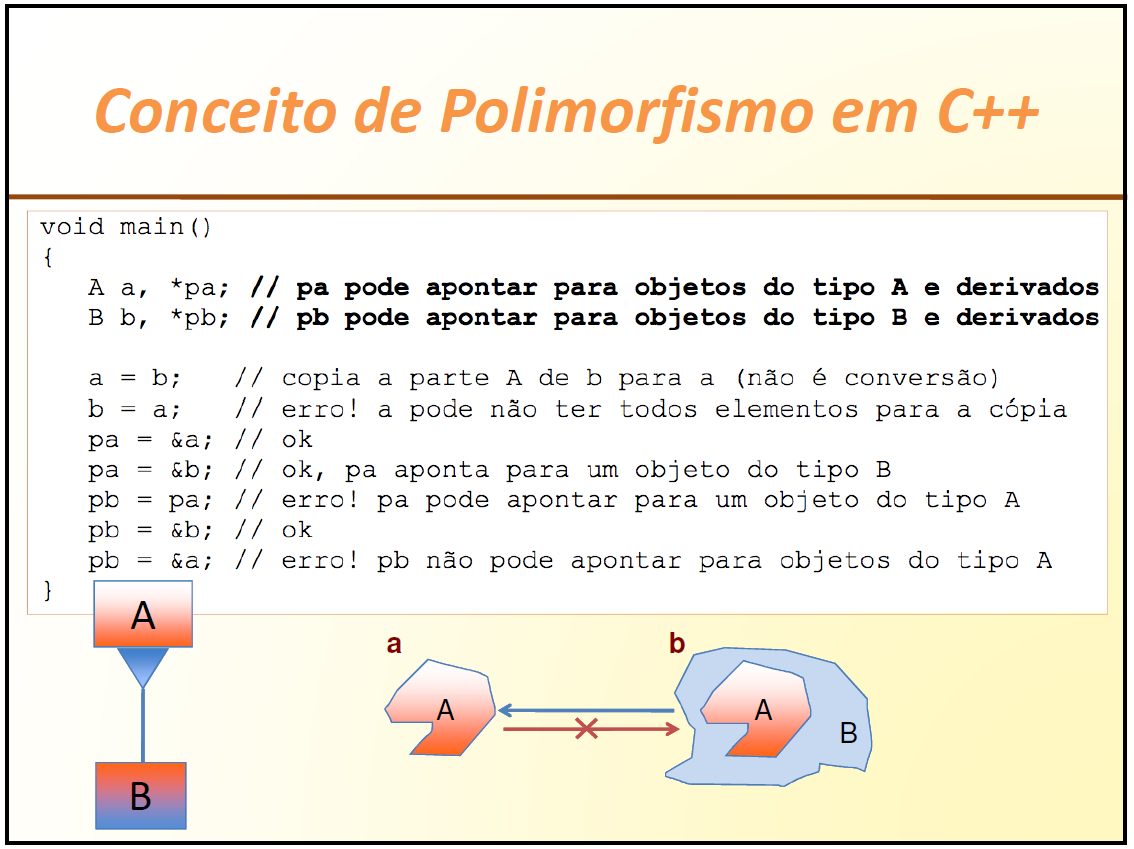 Conceito de Polimorfismo em C++
void main()
{
A a, *pa; // pa pode apontar para objetos do tipo A e derivados
B b, *pb; // pb pode apontar para objetos do tipo B e derivados
a = b; // copia a parte A de b para a (não é conversão)
b = a; // erro! a pode não ter todos elementos para a cópia
pa = &a; // ok
pa = &b; // ok, pa aponta para um objeto do tipo B
pb = pa; // erro! pa pode apontar para um objeto do tipo A
pb = &b; // ok
pb = &a; // erro! pb não pode apontar para objetos do tipo A
}
A
B
a
A
b
A
B